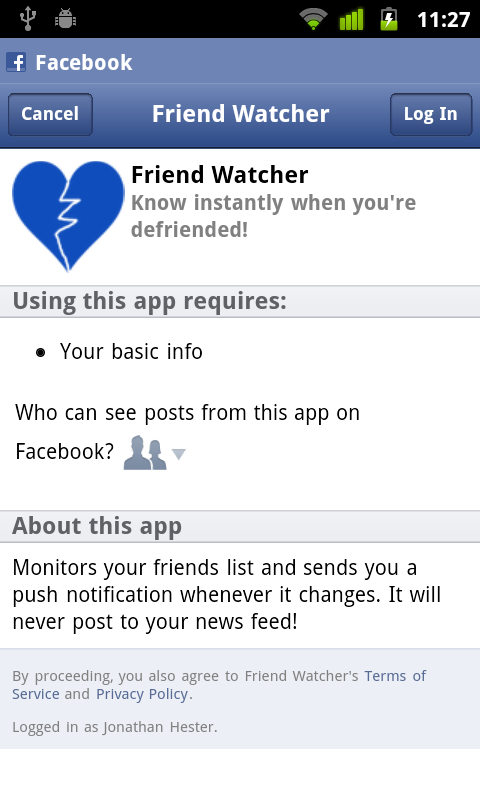 11:27
Facebook
Cancel
Friend Watcher
Log In
Friend Watcher
Know instantly when you're
defriended!
Using this app requires:
Your basic info
Who can see posts from this app on
Facebook?
About this app
Monitors your friends list and sends you a
push notification whenever it changes. It will
never post to your news feed!
By proceeding, you also agree to Friend Watcher's Terms of
Service and Privacy Policy.
Logged in as Jonathan Hester.